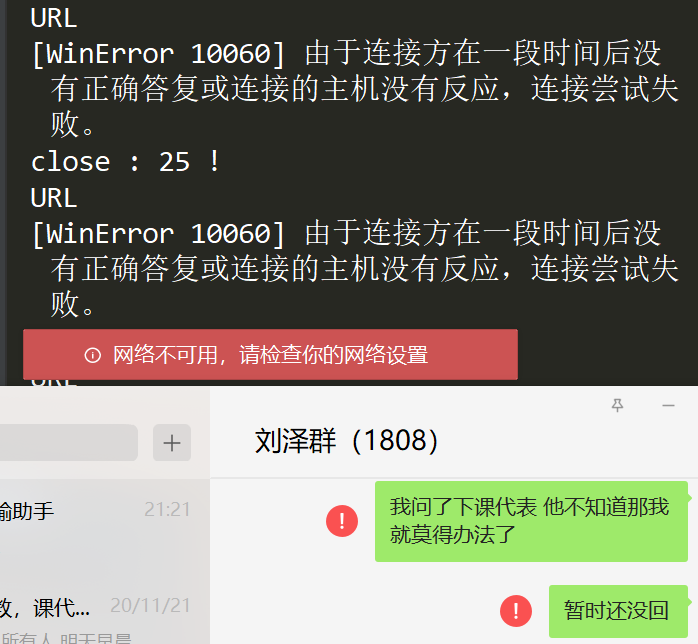 URL
[WinError 10060] 由于连接方在一段时间后没
有正确答复或连接的主机没有反应，连接尝试失
败。
close : 25 !
URL
[WinError 10060] 由于连接方在一段时间后没
有正确答复或连接的主机没有反应，连接尝试失
败。
网络不可用，请检查你的网络设置
URL
刘泽群（1808）
输助手 21:21
我问了下课代表 他不知道那我
就莫得办法了
教，课代... 20/11/21
所有人 明天早晨
暂时还没回